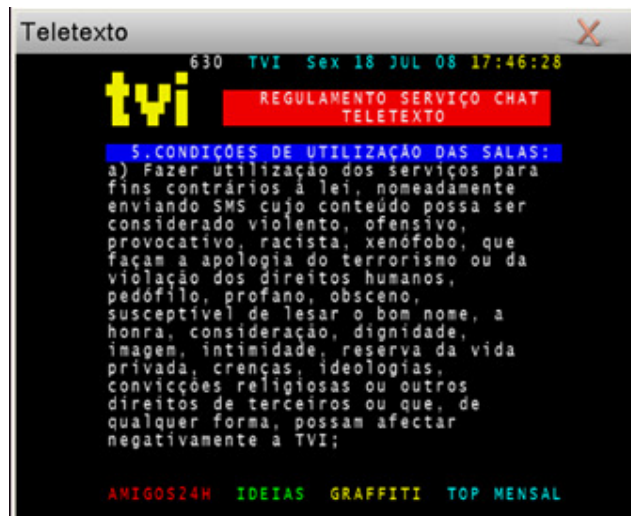 Teletexto
630 TVI Sex 18 JUL 08 17:46:28
tvi
REGULAMENTO SERVIÇO CHAT
TELETEXTO
5.CONDIÇÕES DE UTILIZAÇÃO DAS SALAS:
a) Fazer utilização dos serviços para
fins contrários á lei, nomeadamente
enviando SMS cujo conteúdo possa ser
considerado violento, ofensivo,
provocativo, racista, xenófobo, que
façam a apologia do terrorismo ou da
violação dos direitos humanos,
pedófilo, profano, obsceno,
susceptível de lesar o bom nome, a
honra, consideração, dignidade,
imagem, intimidade, reserva da vida
privada, crenças, ideologias,
convicções religiosas ou outros
direitos de terceiros ou que, de
qualquer forma, possam afectar
negativamente a TVI;
AMIGOS24H IDEIAS GRAFFITI TOP MENSAL